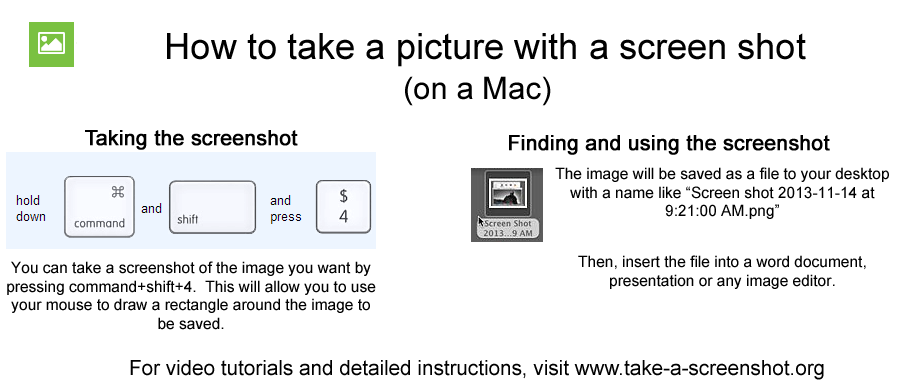 How to take a picture with a screen shot
(on a Mac)
Taking the screenshot
hold
down
⌘
command
and
shift
and
press
$
4
You can take a screenshot of the image you want by
pressing command+shift+4.  This will allow you to use
your mouse to draw a rectangle around the image to
be saved.
Finding and using the screenshot
Screen Shot
2013...9 AM
The image will be saved as a file to your desktop
with a name like “Screen shot 2013-11-14 at
9:21:00 AM.png”
Then, insert the file into a word document,
presentation or any image editor.
For video tutorials and detailed instructions, visit www.take-a-screenshot.org